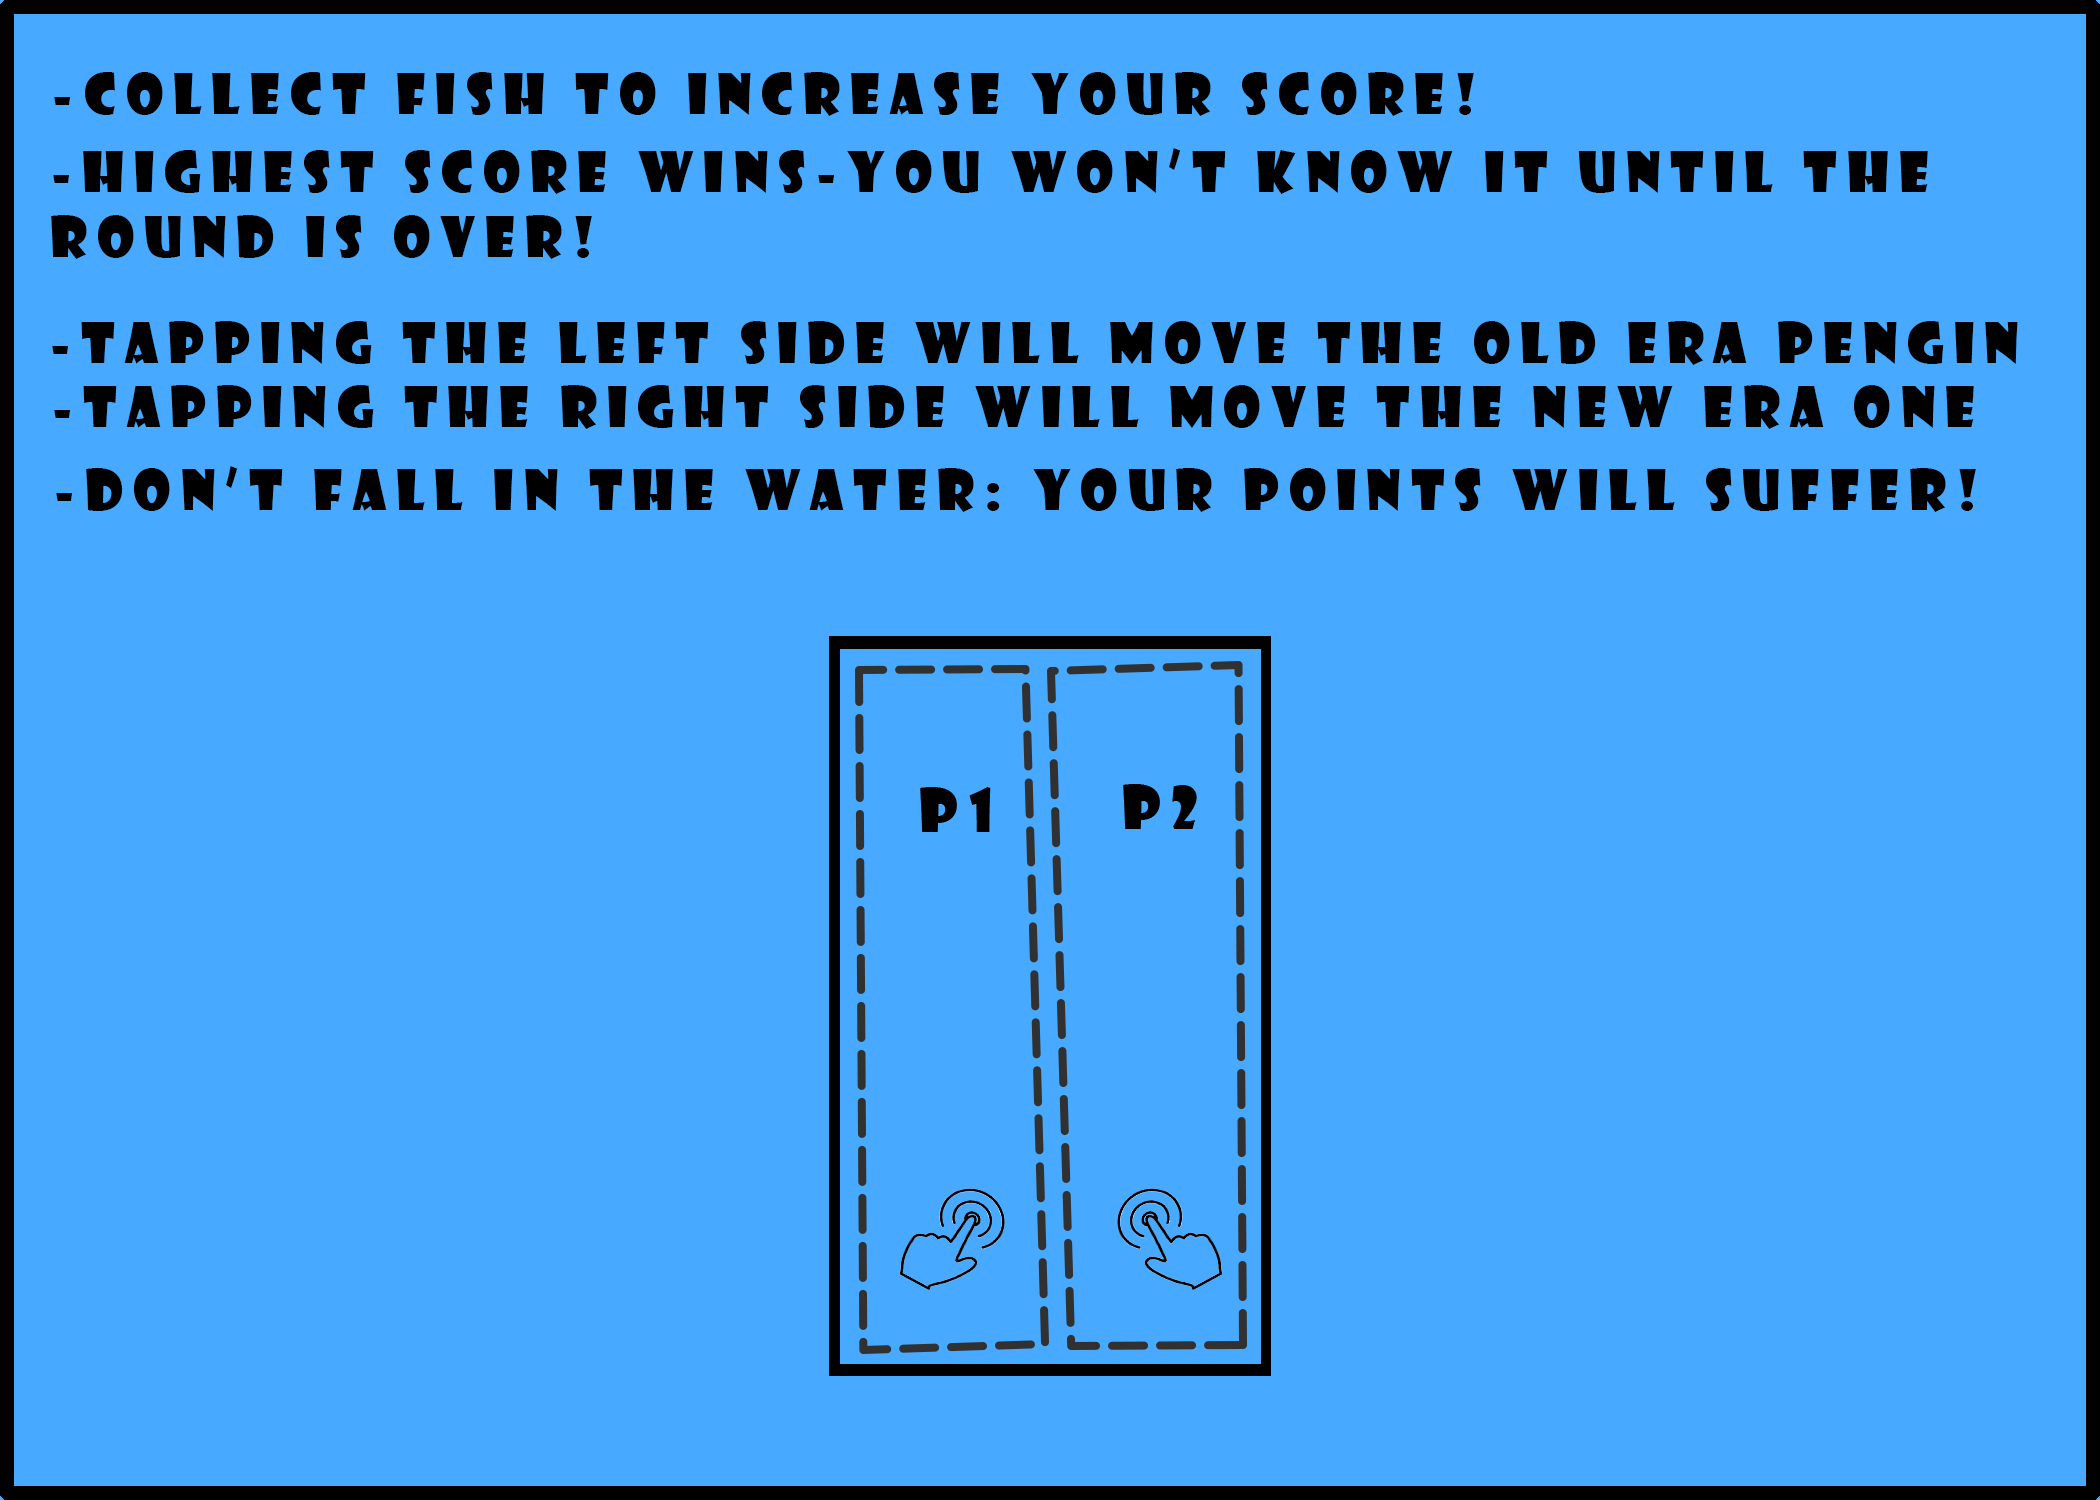 -COLLECT FISH TO INCREASE YOUR SCORE!
-HIGHEST SCORE WINS-YOU WON'T KNOW IT UNTIL THE
ROUND IS OVER!
-TAPPING THE LEFT SIDE WILL MOVE THE OLD ERA PENGIN
-TAPPING THE RIGHT SIDE WILL MOVE THE NEW ERA ONE
-DON'T FALL IN THE WATER: YOUR POINTS WILL SUFFER!
P1 P2